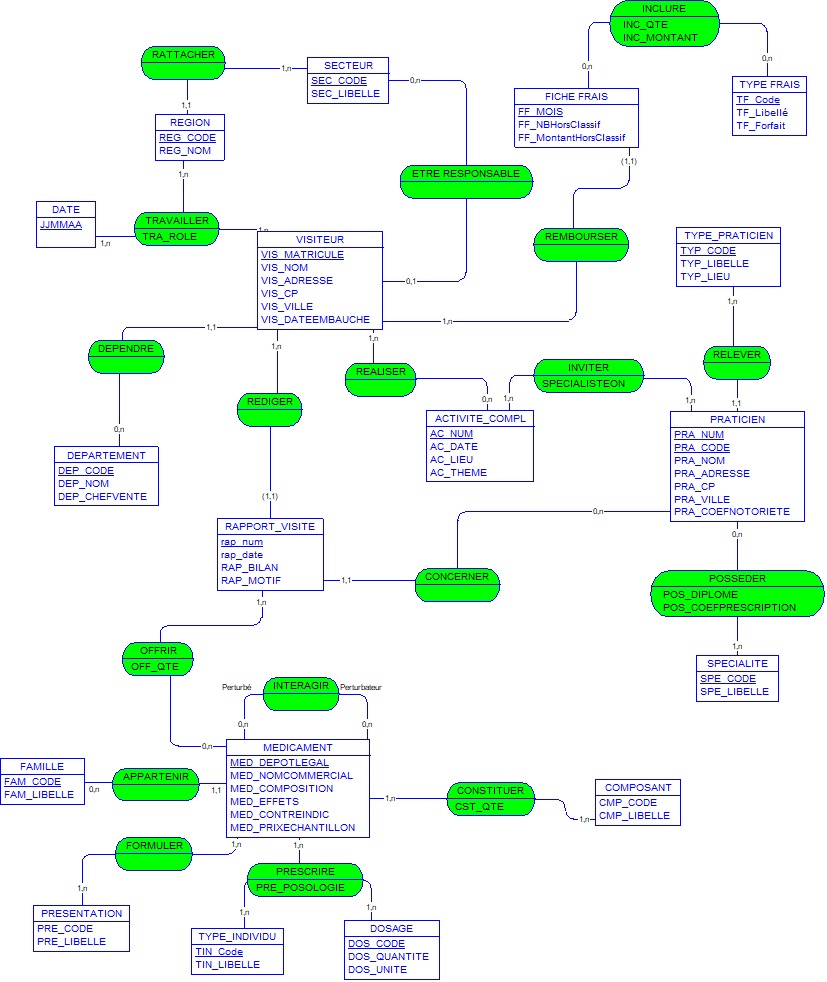 INCLURE
INC_QTE
INC_MONTANT
0,n
0,n
TYPE FRAIS
TF_Code
TF_Libellé
TF_Forfait
FICHE FRAIS
FF_MOIS
FF_NBHorsClassif
FF_MontantHorsClassif
(1,1)
REMBOURSER
1,n
RATTACHER
1,n
1,1
SECTEUR
SEC_CODE
SEC_LIBELLE
0,n
ETRE RESPONSABLE
0,1
REGION
REG_CODE
REG_NOM
1,n
DATE
JJMMAA
1,n
TRAVAILLER
TRA_ROLE
1,n
VISITEUR
VIS_MATRICULE
VIS_NOM
VIS_ADRESSE
VIS_CP
VIS_VILLE
VIS_DATEEMBAUCHE
TYPE_PRATICIEN
TYP_CODE
TYP_LIBELLE
TYP_LIEU
1,n
RELEVER
1,1
1,1
DEPENDRE
0,n
DEPARTEMENT
DEP_CODE
DEP_NOM
DEP_CHEFVENTE
1,n
REDIGER
(1,1)
1,n
REALISER
0,n
INVITER
SPECIALISTEON
1,n
1,n
ACTIVITE_COMPL
AC_NUM
AC_DATE
AC_LIEU
AC_THEME
PRATICIEN
PRA_NUM
PRA_CODE
PRA_NOM
PRA_ADRESSE
PRA_CP
PRA_VILLE
PRA_COEFNOTORIETE
0,n
0,n
RAPPORT_VISITE
rap_num
rap_date
RAP_BILAN
RAP_MOTIF
1,1
CONCERNER
POSSEDER
POS_DIPLOME
POS_COEFPRESCRIPTION
1,n
SPECIALITE
SPE_CODE
SPE_LIBELLE
1,n
OFFRIR
OFF_QTE
0,n
Perturbé
INTERAGIR
Perturbateur
0,n
0,n
MEDICAMENT
MED_DEPOTLEGAL
MED_NOMCOMMERCIAL
MED_COMPOSITION
MED_EFFETS
MED_CONTREINDIC
MED_PRIXECHANTILLON
FAMILLE
FAM_CODE
FAM_LIBELLE
0,n
APPARTENIR
1,1
1,n
CONSTITUER
CST_QTE
1,n
COMPOSANT
CMP_CODE
CMP_LIBELLE
1,n
FORMULER
1,n
PRESENTATION
PRE_CODE
PRE_LIBELLE
1,n
PRESCRIRE
PRE_POSOLOGIE
1,n
1,n
TYPE_INDIVIDU
TIN_Code
TIN_LIBELLE
DOSAGE
DOS_CODE
DOS_QUANTITE
DOS_UNITE